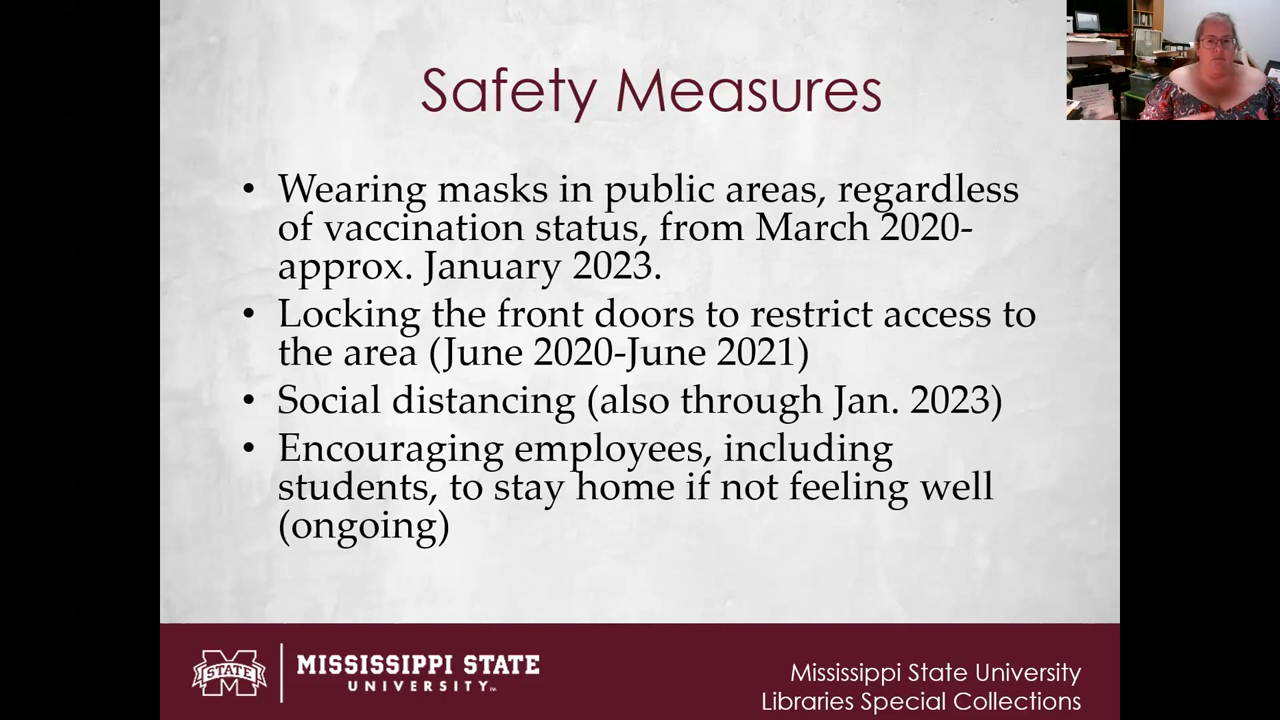 Safety Measures
• Wearing masks in public areas, regardless
of vaccination status, from March 2020-
approx. January 2023.
• Locking the front doors to restrict access to
the area (June 2020-June 2021)
• Social distancing (also through Jan. 2023)
• Encouraging employees, including
students, to stay home if not feeling well
(ongoing)
STATE
MISSISSIPPI STATE
UNIVERSITY™
Mississippi State University
Libraries Special Collections